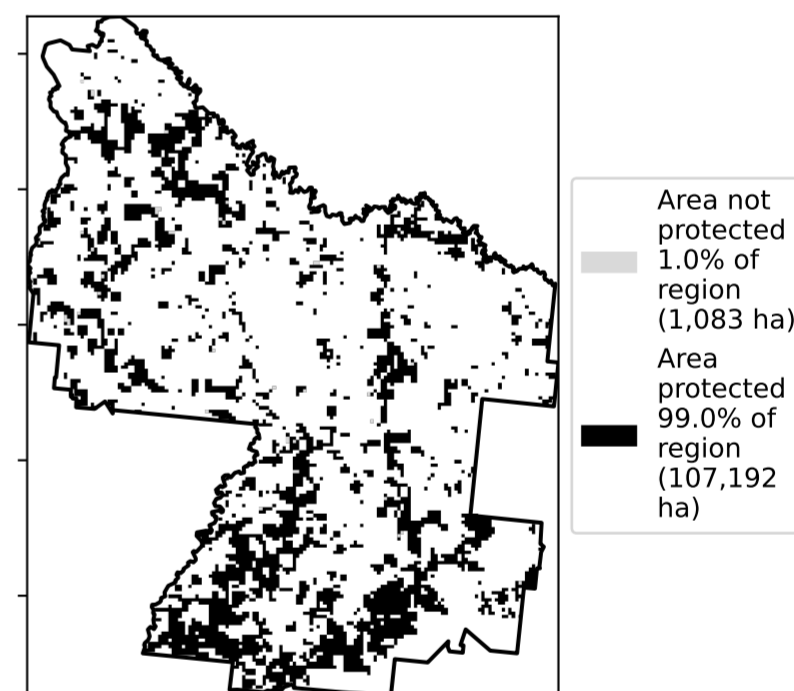 Area not
protected
1.0% of
region
(1,083 ha)
Area
protected
99.0% of
region
(107,192
ha)